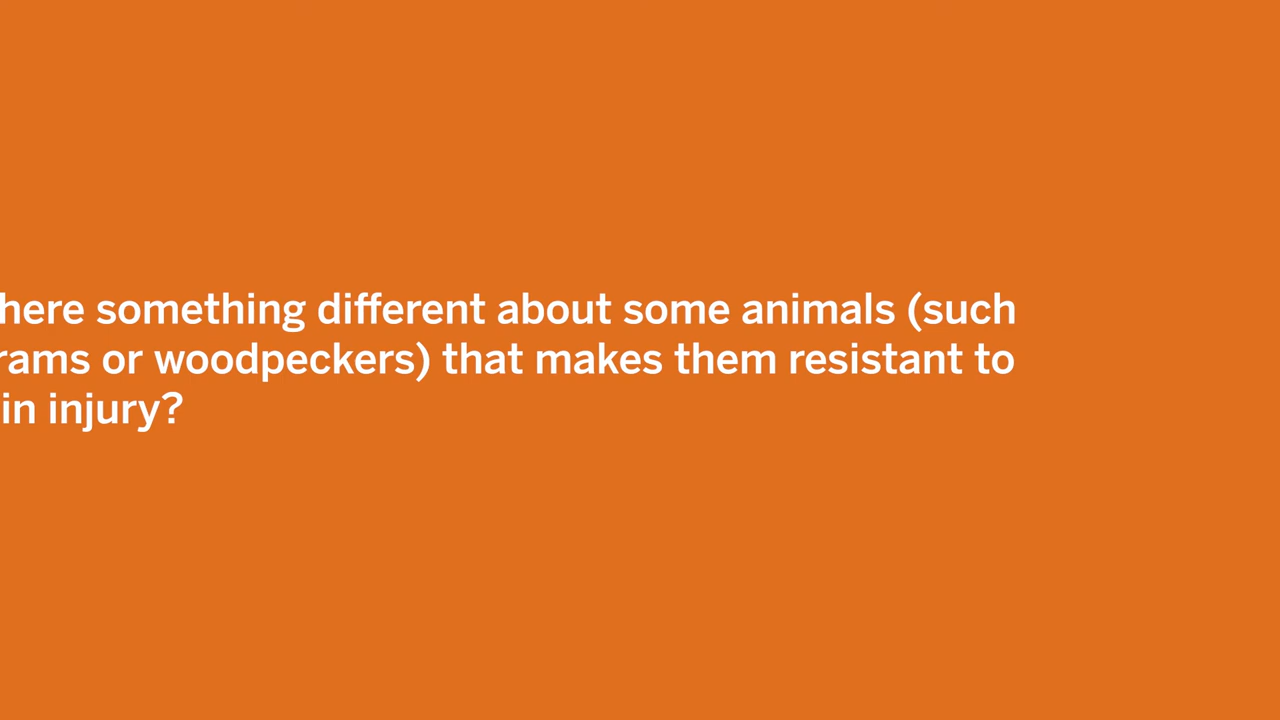 here something different about some animals (such
rams or woodpeckers) that makes them resistant to
in injury?